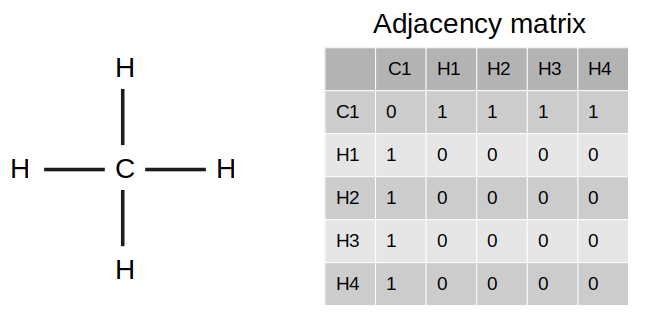 H
H C H
H
Adjacency matrix
C1 H1 H2 H3 H4
C1 0 1 1 1 1
H1 1 0 0 0 0
H2 1 0 0 0 0
H3 1 0 0 0 0
H4 1 0 0 0 0